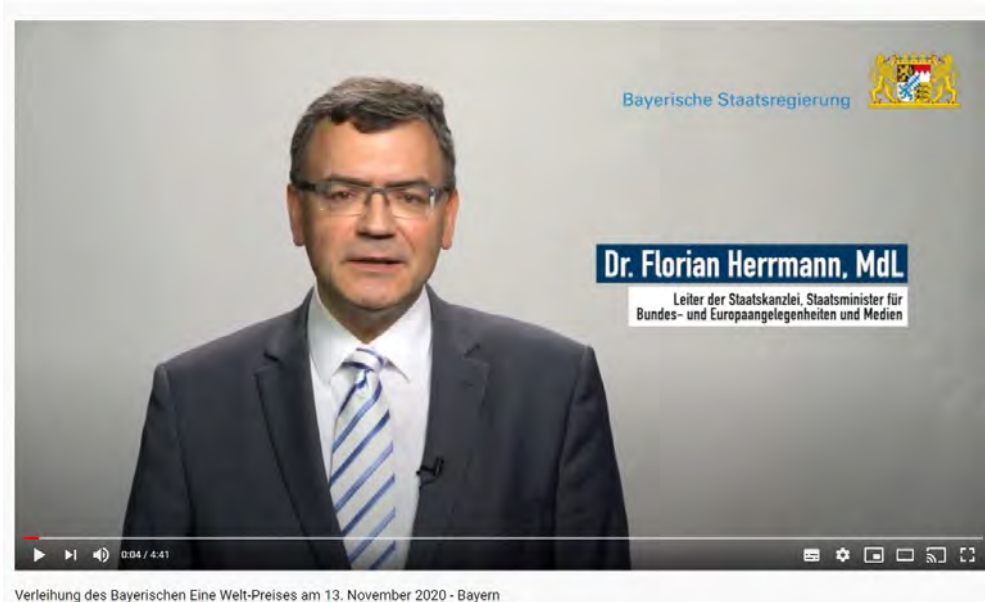 Bayerische Staatsregierung
Dr. Florian Herrmann, MdL
Leiter der Staatskanzlei, Staatsminister für
Bundes- und Europaangelegenheiten und Medien
0:04 / 4:41
Verleihung des Bayerischen Eine Welt-Preises am 13. November 2020 - Bayern